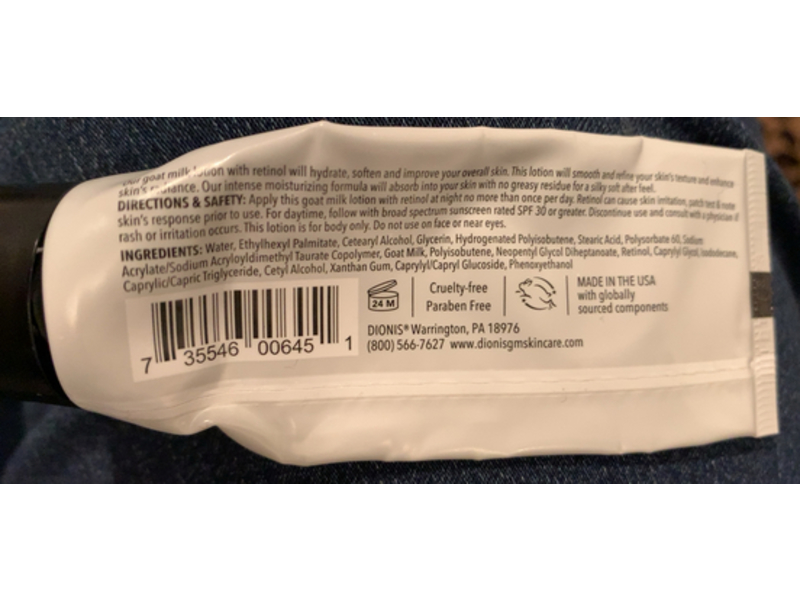 Our goat milk lotion with retinol will hydrate, soften and improve your overall skin. This lotion will smooth and refine your skin's texture and enhance
skin's radiance. Our intense moisturizing formula will absorb into your skin with no greasy residue for a silky soft after feel.
DIRECTIONS & SAFETY: Apply this goat milk lotion with retinol at night no more than once per day. Retinol can cause skin irritation, patch test & note
skin's response prior to use. For daytime, follow with broad spectrum sunscreen rated SPF 30 or greater. Discontinue use and consult with a physician if
rash or irritation occurs. This lotion is for body only. Do not use on face or near eyes.
INGREDIENTS: Water, Ethylhexyl Palmitate, Cetearyl Alcohol, Glycerin, Hydrogenated Polyisobutene, Stearic Acid, Polysorbate 60, Sodium
Acrylate/Sodium Acryloyldimethyl Taurate Copolymer, Goat Milk, Polyisobutene, Neopentyl Glycol Diheptanoate, Retinol, Caprylyl Glycol, Isododecane,
Caprylic/Capric Triglyceride, Cetyl Alcohol, Xanthan Gum, Caprylyl/Capryl Glucoside, Phenoxyethanol
7 35546 00645 1
24 M
Cruelty-free
Paraben Free
MADE IN THE USA
with globally
sourced components
DIONIS® Warrington, PA 18976
(800) 566-7627 www.dionisgmskincare.com